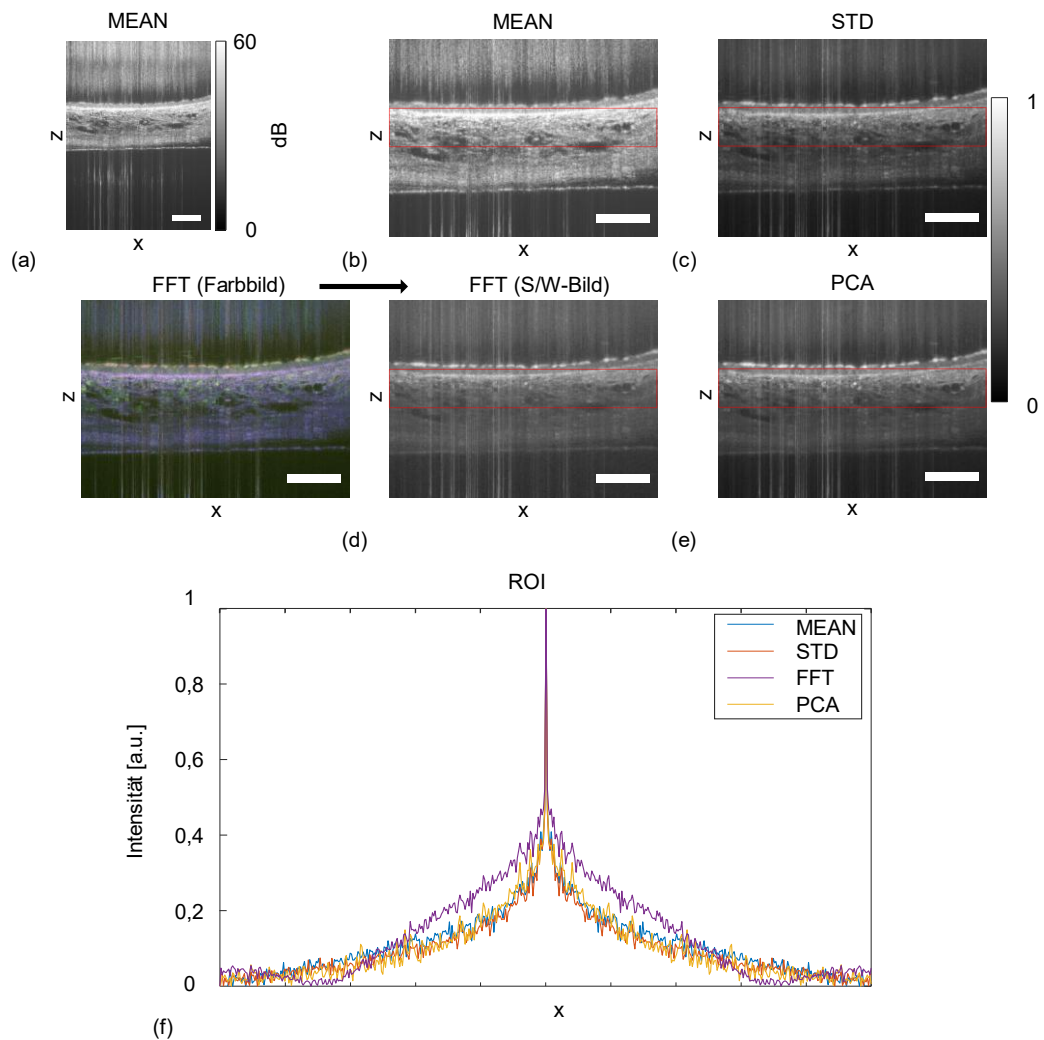 MEAN
60
z
dB
0
x
(a)
MEAN
z
x
(b)
STD
z
x
(c)
1
0
FFT (Farbbild)
z
x
FFT (S/W-Bild)
z
x
(d)
PCA
z
x
(e)
ROI
1
0,8
0,6
0,4
0,2
0
Intensität [a.u.]
MEAN
STD
FFT
PCA
x
(f)